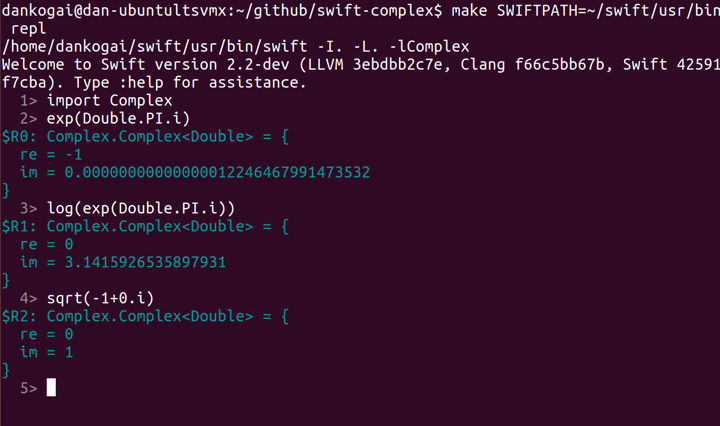 dankogai@dan-ubuntultsvmx:~/github/swift-complex$ make SWIFTPATH=~/swift/usr/bin
 repl
/home/dankogai/swift/usr/bin/swift -I. -L. -lComplex
Welcome to Swift version 2.2-dev (LLVM 3ebdbb2c7e, Clang f66c5bb67b, Swift 42591
f7cba). Type :help for assistance.
  1> import Complex
  2> exp(Double.PI.i)
$R0: Complex.Complex<Double> = {
  re = -1
  im = 0.00000000000000012246467991473532
}
  3> log(exp(Double.PI.i))
$R1: Complex.Complex<Double> = {
  re = 0
  im = 3.1415926535897931
}
  4> sqrt(-1+0.i)
$R2: Complex.Complex<Double> = {
  re = 0
  im = 1
}
  5>